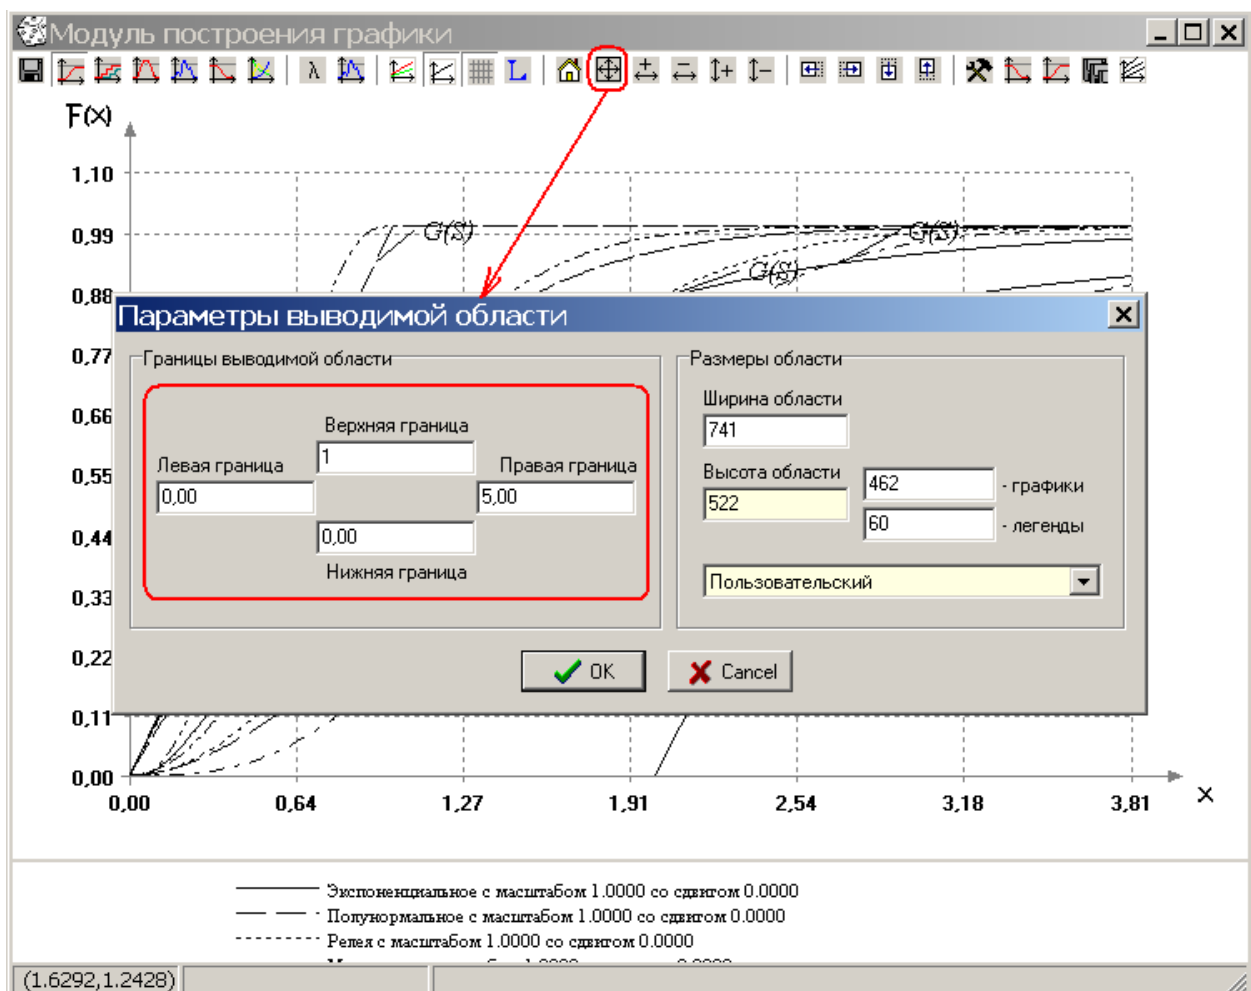 Модуль построения графики
λ
F(x)
1,10
0,99
G(S)
G(S)
G(S)
0,88
Параметры выводимой области
0,77
Границы выводимой области
Размеры области
Ширина области
741
0,66
Верхняя граница
1
Левая граница
Правая граница
Высота области
0,55
0,00
5,00
522
462
- графики
0,44
0,00
60
- легенды
Нижняя граница
Пользовательский
0,33
0,22
OK
Cancel
0,11
0,00
0,00 0,64 1,27 1,91 2,54 3,18 3,81
x
Экспоненциальное с масштабом 1.0000 со сдвигом 0.0000
Полунормальное с масштабом 1.0000 со сдвигом 0.0000
Релея с масштабом 1.0000 со сдвигом 0.0000
(1.6292,1.2428)